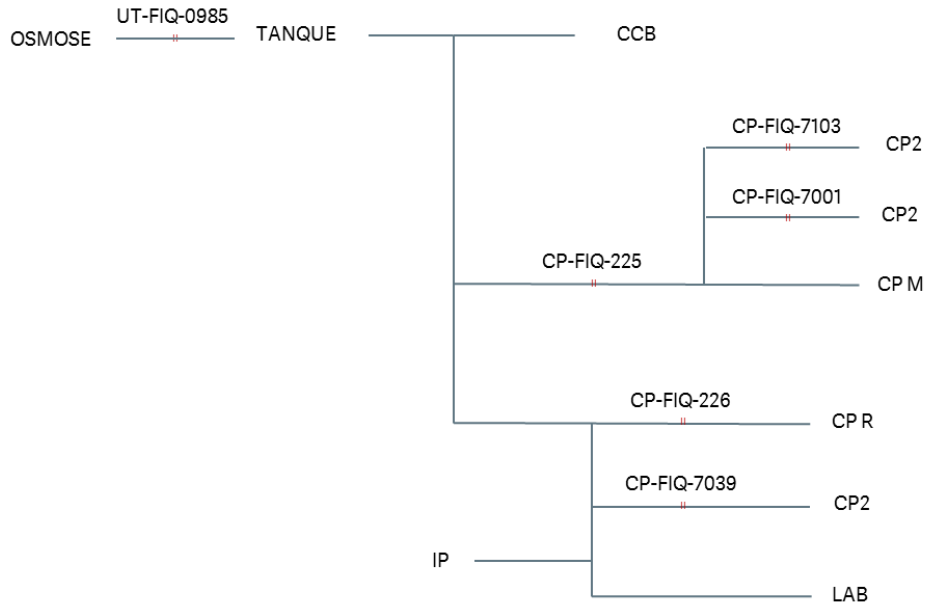 UT-FIQ-0985
OSMOSE
TANQUE
CCB
CP-FIQ-7103
CP2
CP-FIQ-7001
CP2
CP-FIQ-225
CP M
CP-FIQ-226
CP R
CP-FIQ-7039
CP2
IP
LAB